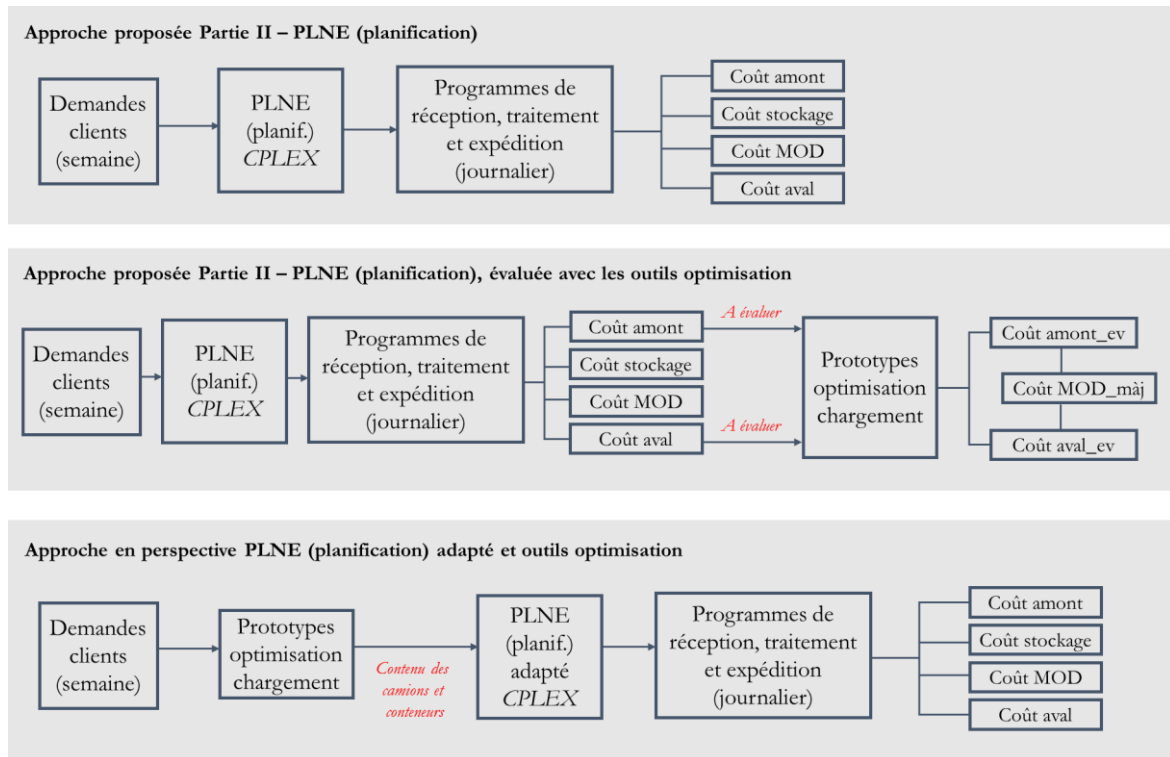 Approche proposée Partie II – PLNE (planification)
Demandes
clients
(semaine)
PLNE
(planif.)
CPLEX
Programmes de
réception, traitement
et expédition
(journalier)
Coût amont
Coût stockage
Coût MOD
Coût aval
Approche proposée Partie II – PLNE (planification), évaluée avec les outils optimisation
Demandes
clients
(semaine)
PLNE
(planif.)
CPLEX
Programmes de
réception, traitement
et expédition
(journalier)
Coût amont
Coût stockage
Coût MOD
Coût aval
A évaluer
A évaluer
Prototypes
optimisation
chargement
Coût amont_ev
Coût MOD_màj
Coût aval_ev
Approche en perspective PLNE (planification) adapté et outils optimisation
Demandes
clients
(semaine)
Prototypes
optimisation
chargement
Contenu des
camions et
conteneurs
PLNE
(planif.)
adapté
CPLEX
Programmes de
réception, traitement
et expédition
(journalier)
Coût amont
Coût stockage
Coût MOD
Coût aval